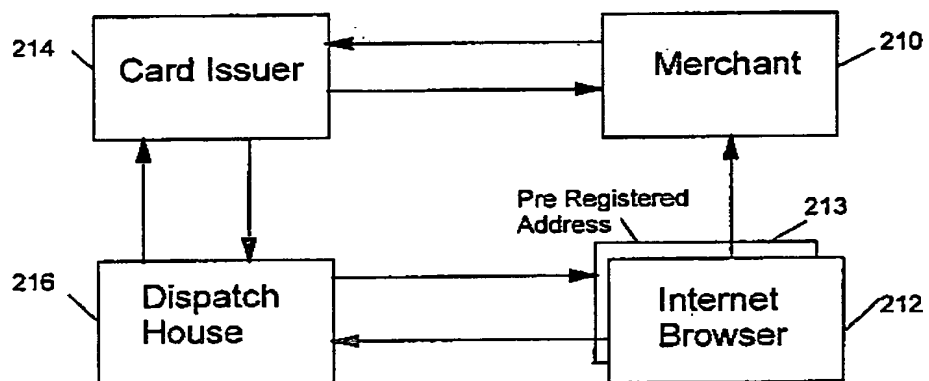 214
Card Issuer
Merchant
210
Pre Registered
Address
213
216
Dispatch
House
Internet
Browser
212